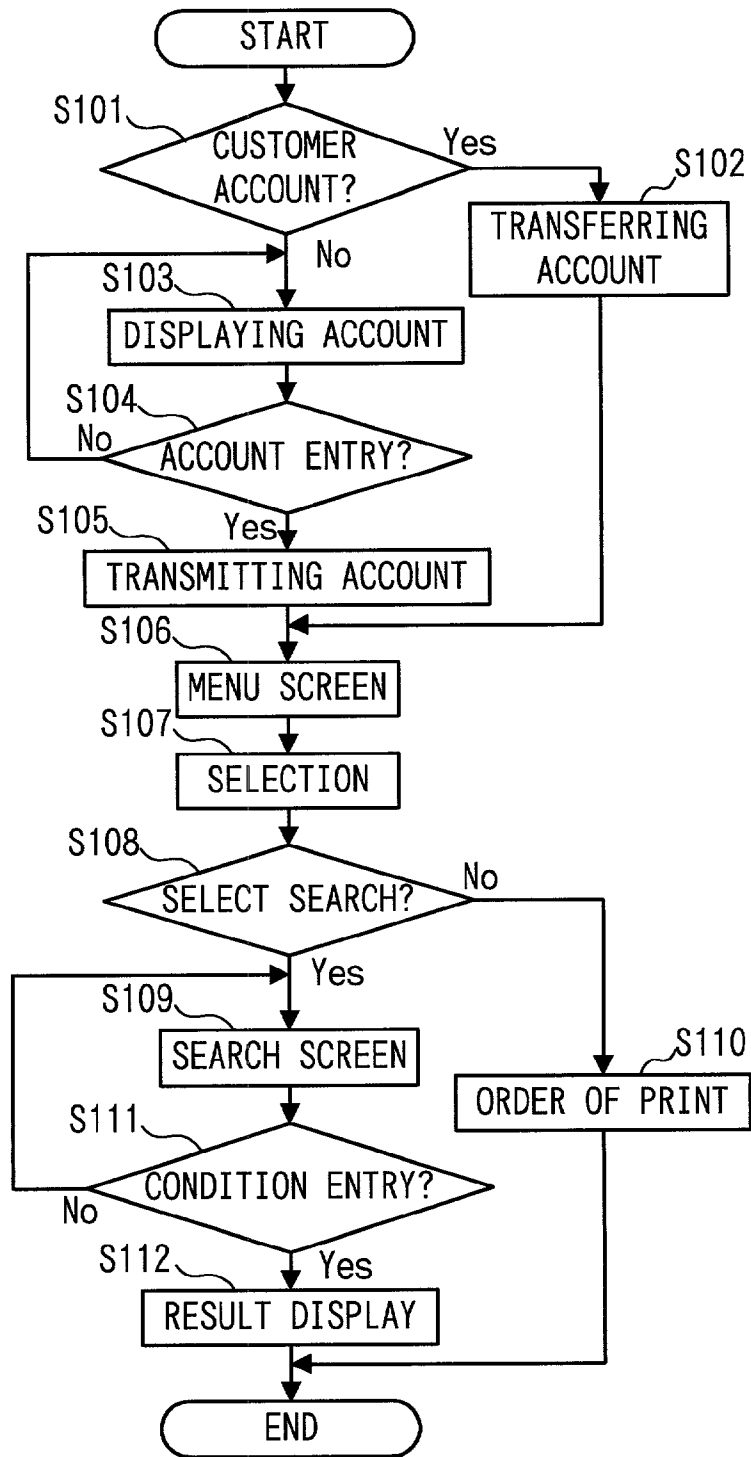 START
S101
CUSTOMER
ACCOUNT?
Yes
S102
TRANSFERRING
ACCOUNT
No
S103
DISPLAYING ACCOUNT
S104
No
ACCOUNT ENTRY?
Yes
S105
TRANSMITTING ACCOUNT
S106
MENU SCREEN
S107
SELECTION
S108
SELECT SEARCH?
No
Yes
S109
SEARCH SCREEN
S110
ORDER OF PRINT
S111
CONDITION ENTRY?
No
Yes
S112
RESULT DISPLAY
END